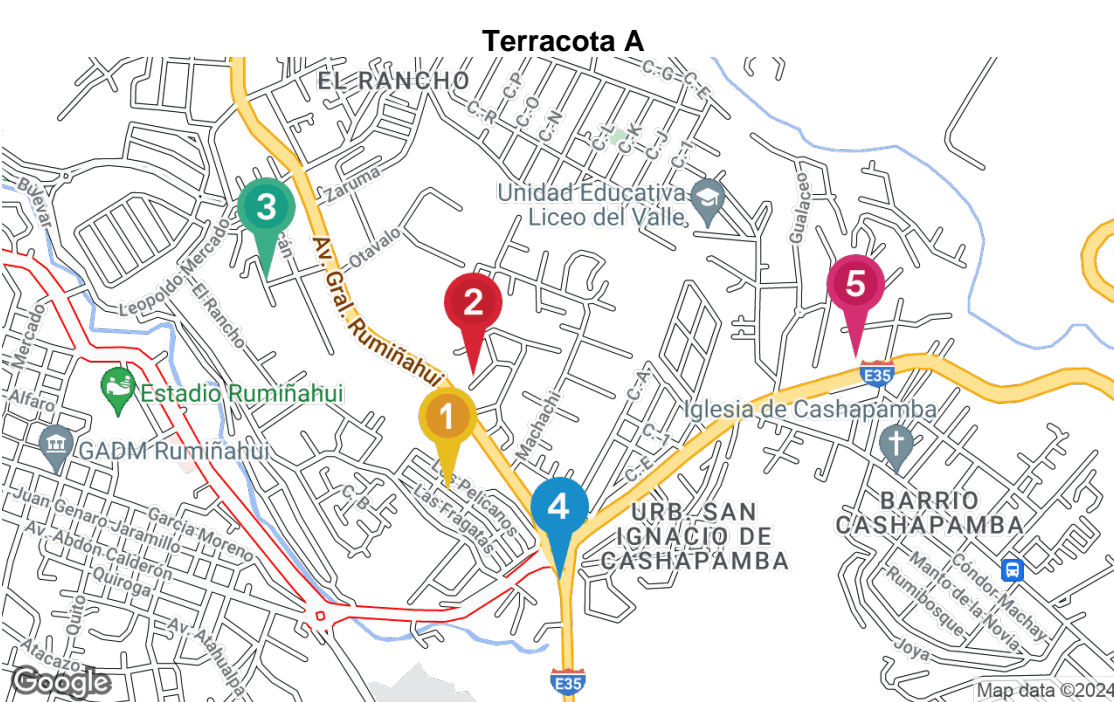 Terracota A
EL RANCHO
C.-G.
C.-E
C.-P
C.-O
C.-N
C.-R
C.-L
C.-K
C.-J
C.-1
Bulevar
Zaruma
Unidad Educativa
Liceo del Valle
Gualaceo
3
Otavalo
Leopoldo Mercado
El Rancho
Av. Gral. Rumiñahui
2
5
Mercado
E35
Alfaro
Estadio Rumiñahui
C.-A
Iglesia de Cashapamba
1
Machachi
C.-1
GADM Rumiñahui
C.-E
Los Pelícanos
Las Fragatas
C.-B
4
URB. SAN
IGNACIO DE
CASHAPAMBA
BARRIO
CASHAPAMBA
Juan Genaro Jaramillo
García Moreno
Av. Abdón Calderón
Quiroga
Quito
Av. Atahualpa
Atacazo
Cóndor Machay
Manto de la Novia
Rumibosque
Joya
E35
Google
Map data ©2024